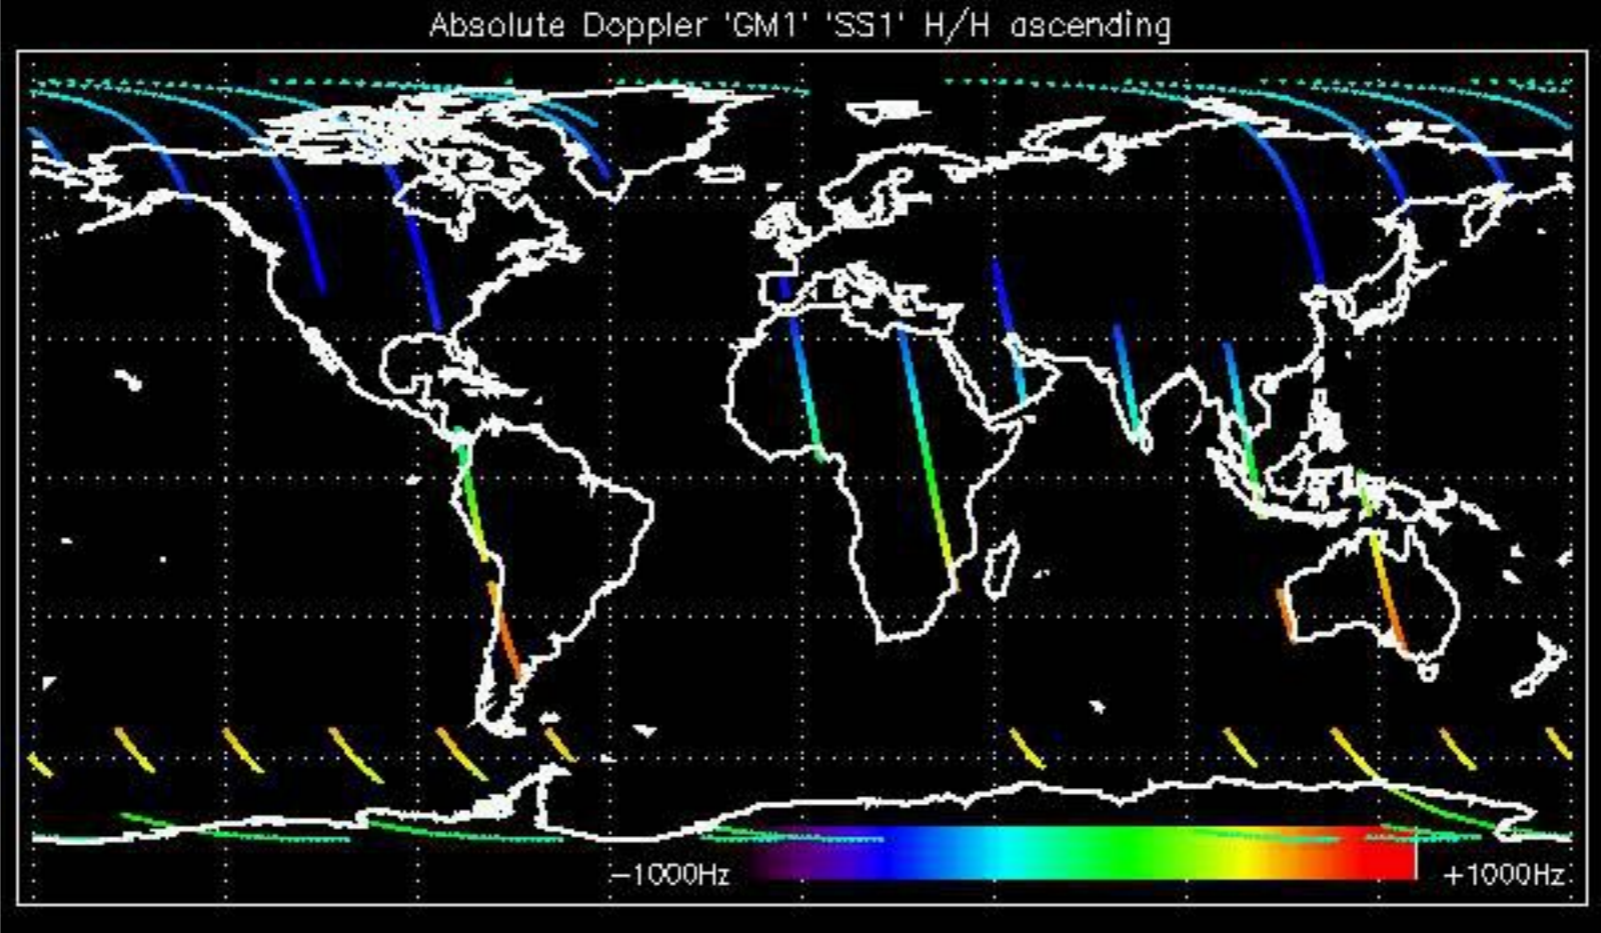 Absolute Doppler 'GM1' 'SS1' H/H ascending
-1000Hz +1000Hz